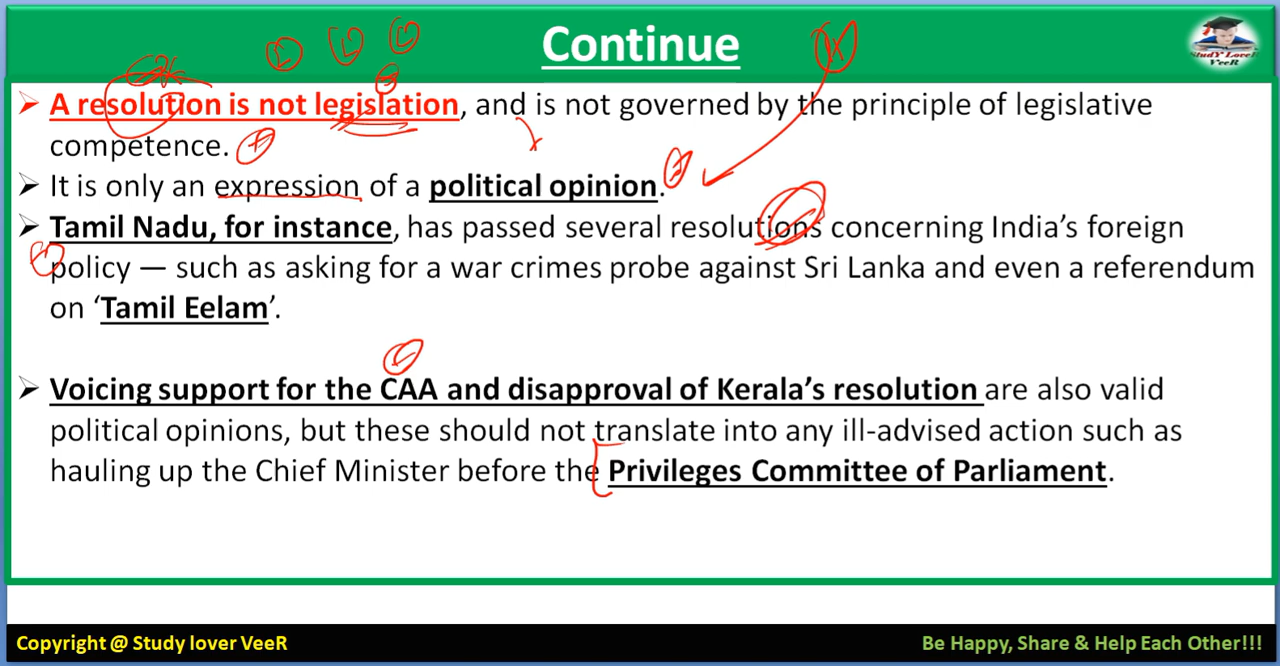 Continue
StudY LoveR
VeeR
➢ A resolution is not legislation, and is not governed by the principle of legislative
competence.
➢ It is only an expression of a political opinion.
➢ Tamil Nadu, for instance, has passed several resolutions concerning India’s foreign
policy — such as asking for a war crimes probe against Sri Lanka and even a referendum
on ‘Tamil Eelam’.
➢ Voicing support for the CAA and disapproval of Kerala’s resolution are also valid
political opinions, but these should not translate into any ill-advised action such as
hauling up the Chief Minister before the Privileges Committee of Parliament.
Copyright @ Study lover VeeR
Be Happy, Share & Help Each Other!!!